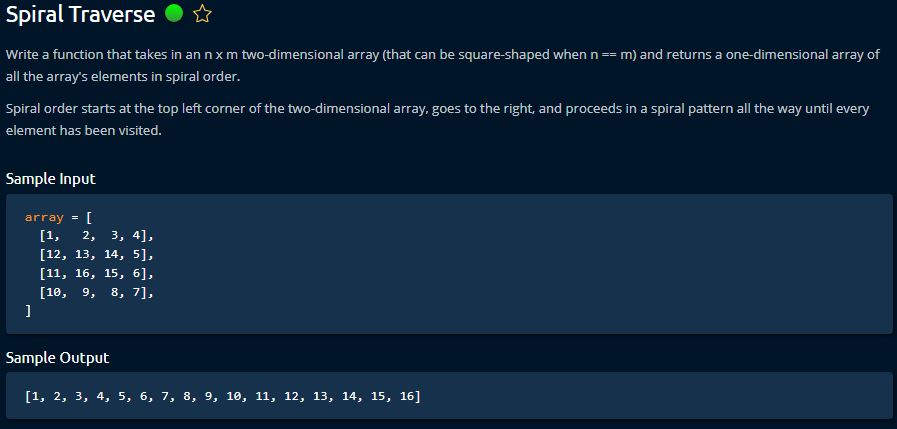 Spiral Traverse
Write a function that takes in an n x m two-dimensional array (that can be square-shaped when n == m) and returns a one-dimensional array of
all the array's elements in spiral order.
Spiral order starts at the top left corner of the two-dimensional array, goes to the right, and proceeds in a spiral pattern all the way until every
element has been visited.
Sample Input
array = [
  [1,   2,  3, 4],
  [12, 13, 14, 5],
  [11, 16, 15, 6],
  [10,  9,  8, 7],
]
Sample Output
[1, 2, 3, 4, 5, 6, 7, 8, 9, 10, 11, 12, 13, 14, 15, 16]